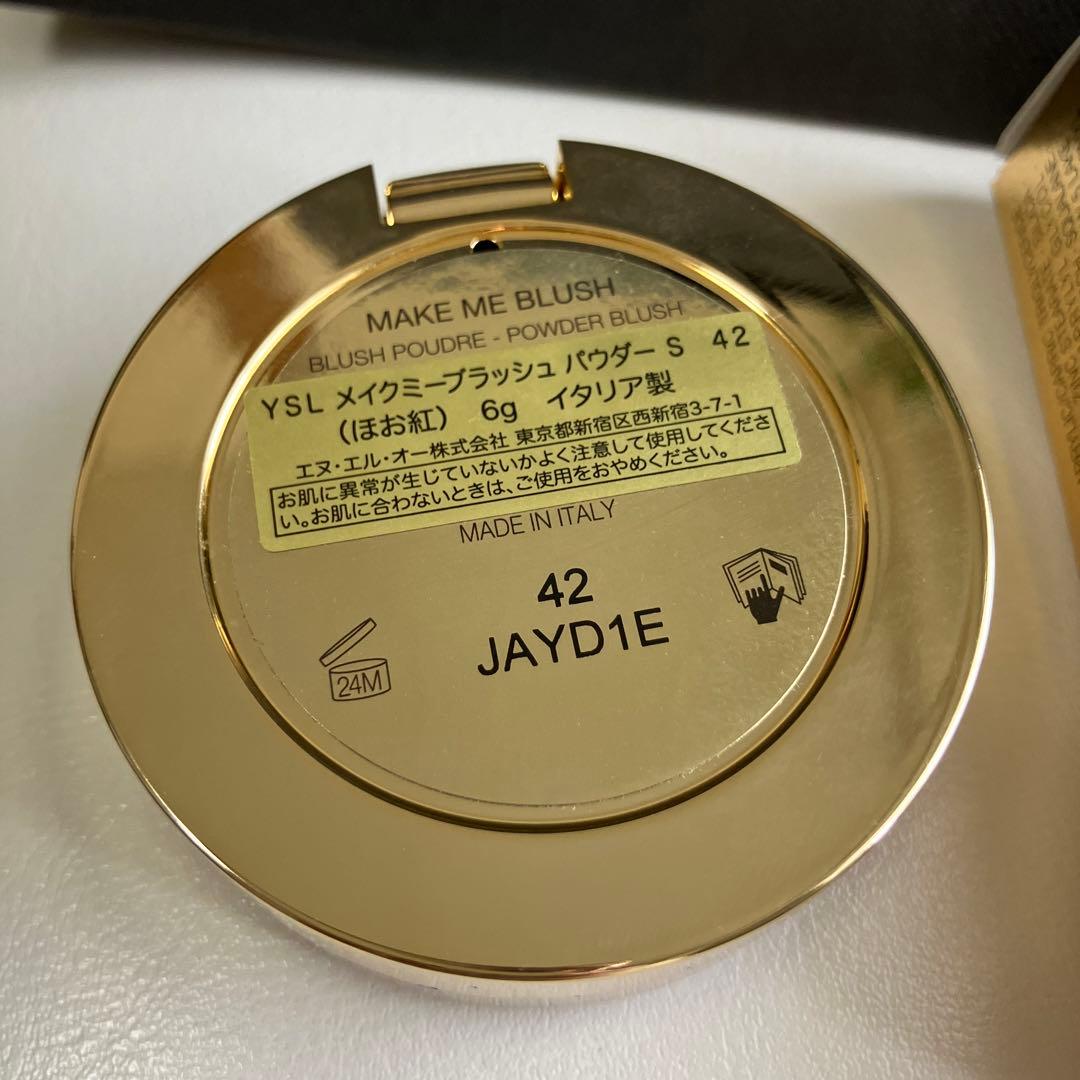 MAKE ME BLUSH
BLUSH POUDRE - POWDER BLUSH
YSL メイクミーブラッシュ パウダー S 42
(ほお紅) 6g イタリア製
エヌ・エル・オー株式会社 東京都新宿区西新宿3-7-1
お肌に異常が生じていないかよく注意して使用してくださ
い。お肌に合わないときは、ご使用をおやめください。
MADE IN ITALY
42
JAYD1E
24M